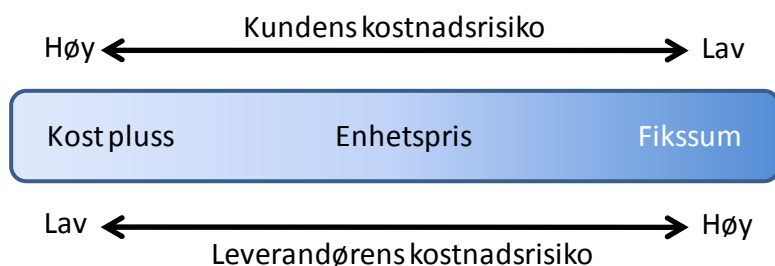 Kundens kostnadsrisiko
Høy Lav
Kost pluss Enhetspris Fikssum
Lav Høy
Leverandørens kostnadsrisiko